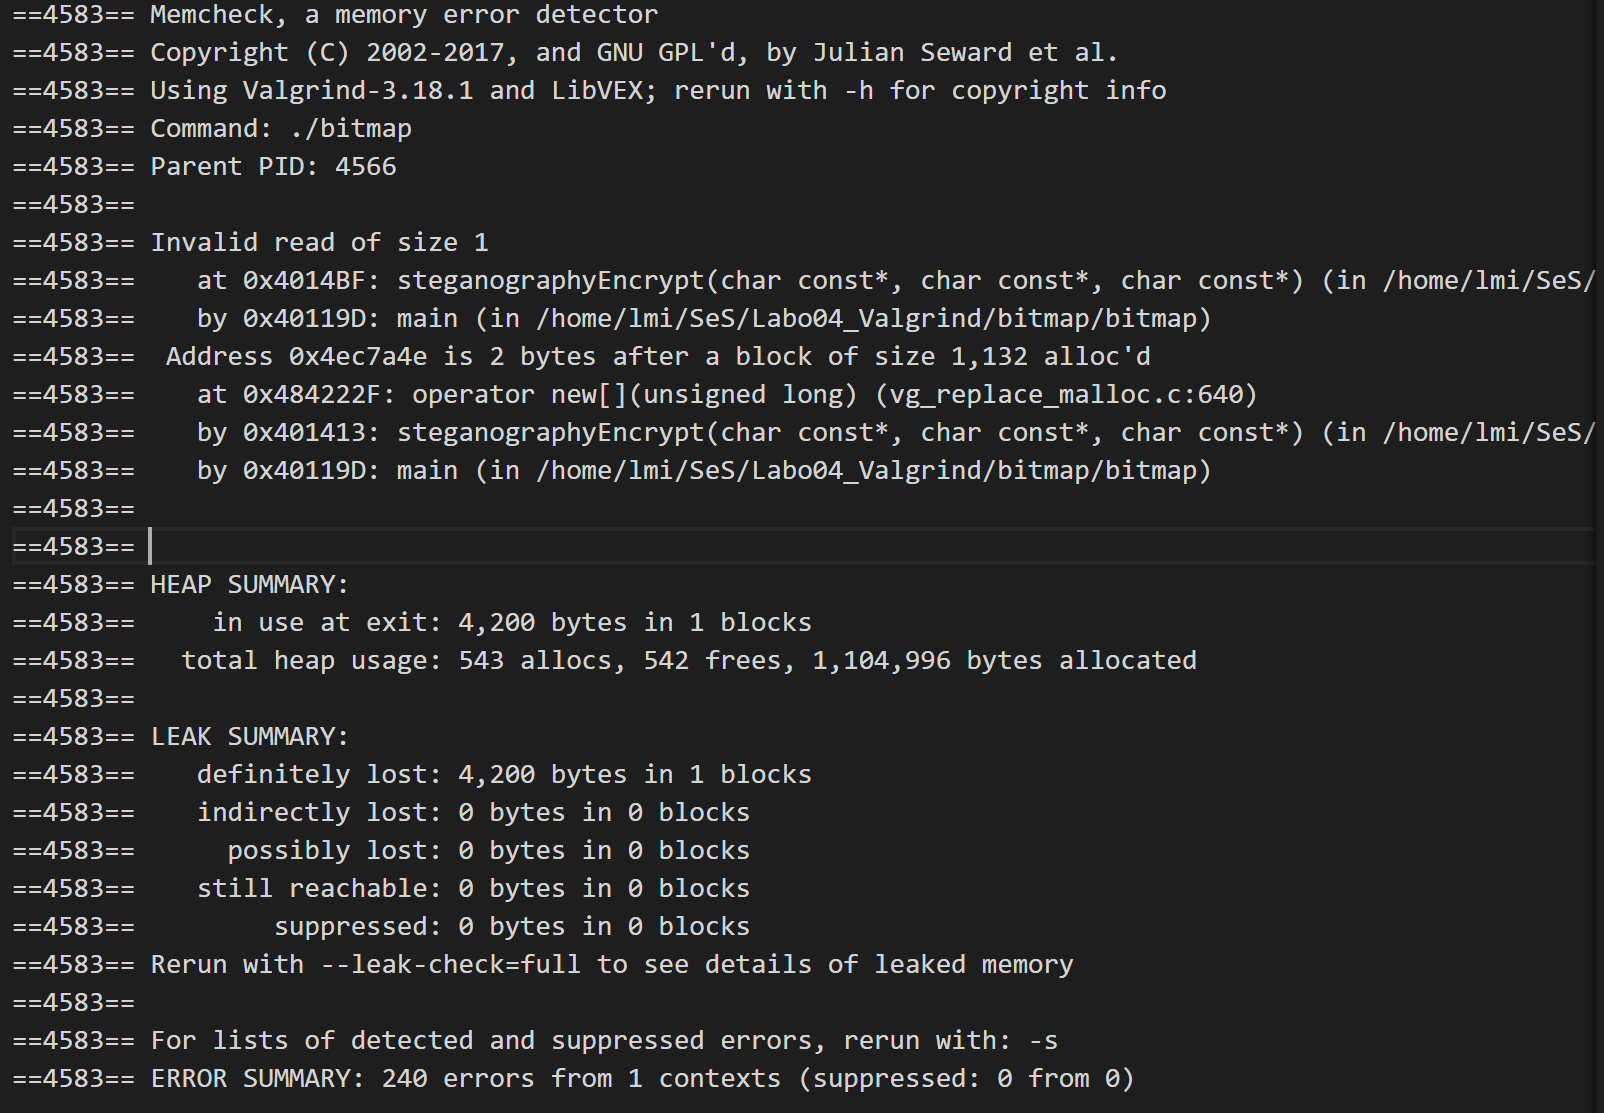 ==4583== Memcheck, a memory error detector
==4583== Copyright (C) 2002-2017, and GNU GPL'd, by Julian Seward et al.
==4583== Using Valgrind-3.18.1 and LibVEX; rerun with -h for copyright info
==4583== Command: ./bitmap
==4583== Parent PID: 4566
==4583==
==4583== Invalid read of size 1
==4583==    at 0x4014BF: steganographyEncrypt(char const*, char const*, char const*) (in /home/lmi/SeS/
==4583==    by 0x40119D: main (in /home/lmi/SeS/Labo04_Valgrind/bitmap/bitmap)
==4583==  Address 0x4ec7a4e is 2 bytes after a block of size 1,132 alloc'd
==4583==    at 0x484222F: operator new[](unsigned long) (vg_replace_malloc.c:640)
==4583==    by 0x401413: steganographyEncrypt(char const*, char const*, char const*) (in /home/lmi/SeS/
==4583==    by 0x40119D: main (in /home/lmi/SeS/Labo04_Valgrind/bitmap/bitmap)
==4583==
==4583==
==4583== HEAP SUMMARY:
==4583==     in use at exit: 4,200 bytes in 1 blocks
==4583==   total heap usage: 543 allocs, 542 frees, 1,104,996 bytes allocated
==4583==
==4583== LEAK SUMMARY:
==4583==    definitely lost: 4,200 bytes in 1 blocks
==4583==    indirectly lost: 0 bytes in 0 blocks
==4583==      possibly lost: 0 bytes in 0 blocks
==4583==    still reachable: 0 bytes in 0 blocks
==4583==         suppressed: 0 bytes in 0 blocks
==4583== Rerun with --leak-check=full to see details of leaked memory
==4583==
==4583== For lists of detected and suppressed errors, rerun with: -s
==4583== ERROR SUMMARY: 240 errors from 1 contexts (suppressed: 0 from 0)